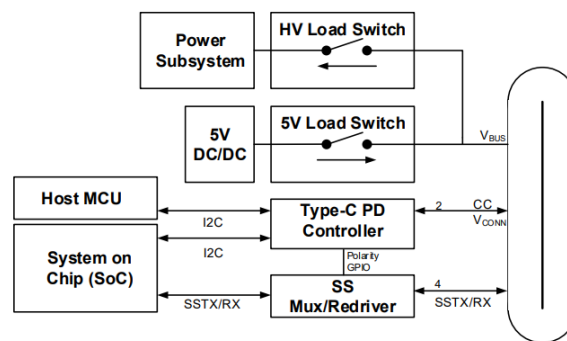 Power
Subsystem
HV Load Switch
5V
DC/DC
5V Load Switch
VBUS
Host MCU
I2C
Type-C PD
Controller
2
CC
VCONN
System on
Chip (SoC)
I2C
Polarity
GPIO
SSTX/RX
SS
Mux/Redriver
4
SSTX/RX